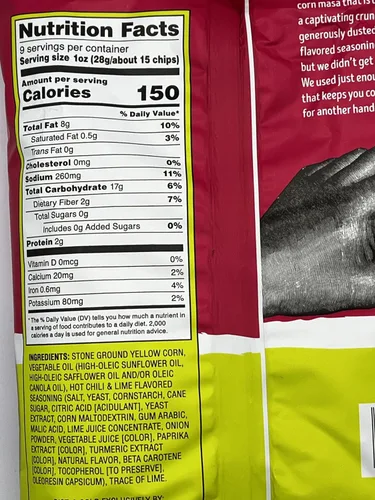 Nutrition Facts
9 servings per container
Serving size 1oz (28g/about 15 chips)
Amount per serving
Calories 150
% Daily Value*
Total Fat 8g 10%
Saturated Fat 0.5g 3%
Trans Fat 0g
Cholesterol 0mg 0%
Sodium 260mg 11%
Total Carbohydrate 17g 6%
Dietary Fiber 2g 7%
Total Sugars 0g
Includes 0g Added Sugars 0%
Protein 2g
Vitamin D 0mcg 0%
Calcium 20mg 2%
Iron 0.6mg 4%
Potassium 80mg 2%
* The % Daily Value (DV) tells you how much a nutrient in
a serving of food contributes to a daily diet. 2,000
calories a day is used for general nutrition advice.
INGREDIENTS: STONE GROUND YELLOW CORN,
VEGETABLE OIL (HIGH-OLEIC SUNFLOWER OIL,
HIGH-OLEIC SAFFLOWER OIL AND/OR OLEIC
CANOLA OIL), HOT CHILI & LIME FLAVORED
SEASONING (SALT, YEAST, CORNSTARCH, CANE
SUGAR, CITRIC ACID [ACIDULANT], YEAST
EXTRACT, CORN MALTODEXTRIN, GUM ARABIC,
MALIC ACID, LIME JUICE CONCENTRATE, ONION
POWDER, VEGETABLE JUICE [COLOR], PAPRIKA
EXTRACT [COLOR], TURMERIC EXTRACT
[COLOR], NATURAL FLAVOR, BETA CAROTENE
[COLOR], TOCOPHEROL [TO PRESERVE],
OLEORESIN CAPSICUM), TRACE OF LIME.
EXCLUSIVELY BY:
corn masa that is
a captivating crun
generously dusted
flavored seasonin
but we didn't get
We used just enou
that keeps you co
for another hand